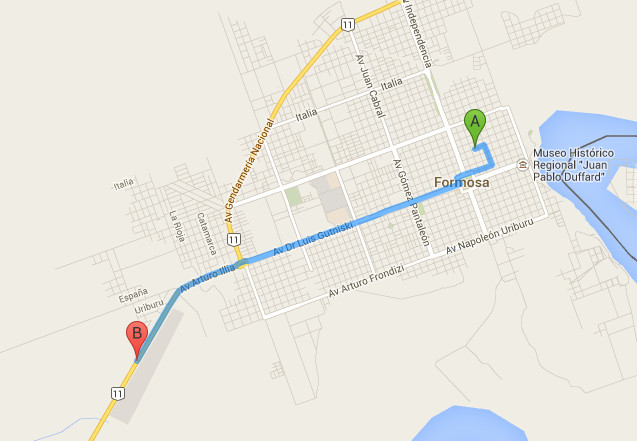 11
Av Independencia
Av Juan Cabral
Italia
Italia
A
Av Gendarmería Nacional
Museo Histórico
Regional "Juan
Pablo Duffard"
Formosa
Av Gómez Pantaleón
Italia
La Rioja
Catamarca
11
Av Dr Luis Gutniski
Av Napoleón Uriburu
Av Arturo Illia
Av Arturo Frondizi
España
Uriburu
B
11